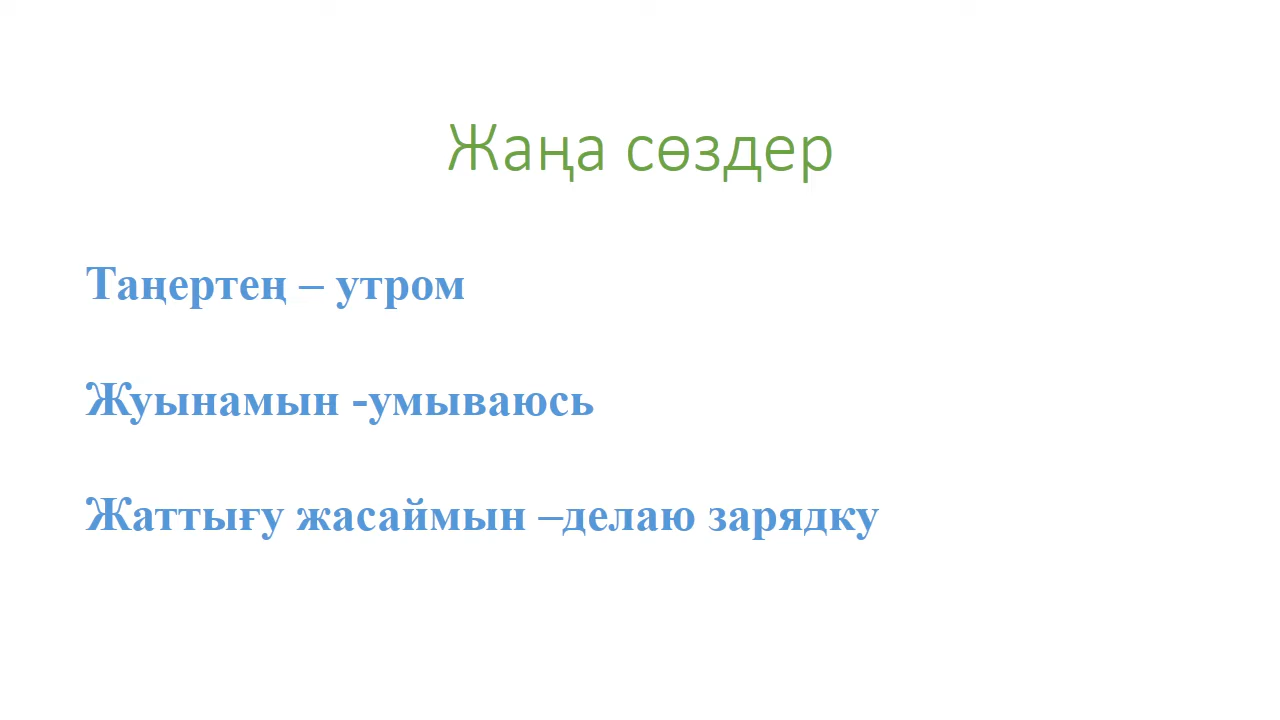 Жаңа сөздер
Таңертең – утром
Жуынамын -умываюсь
Жаттығу жасаймын –делаю зарядку